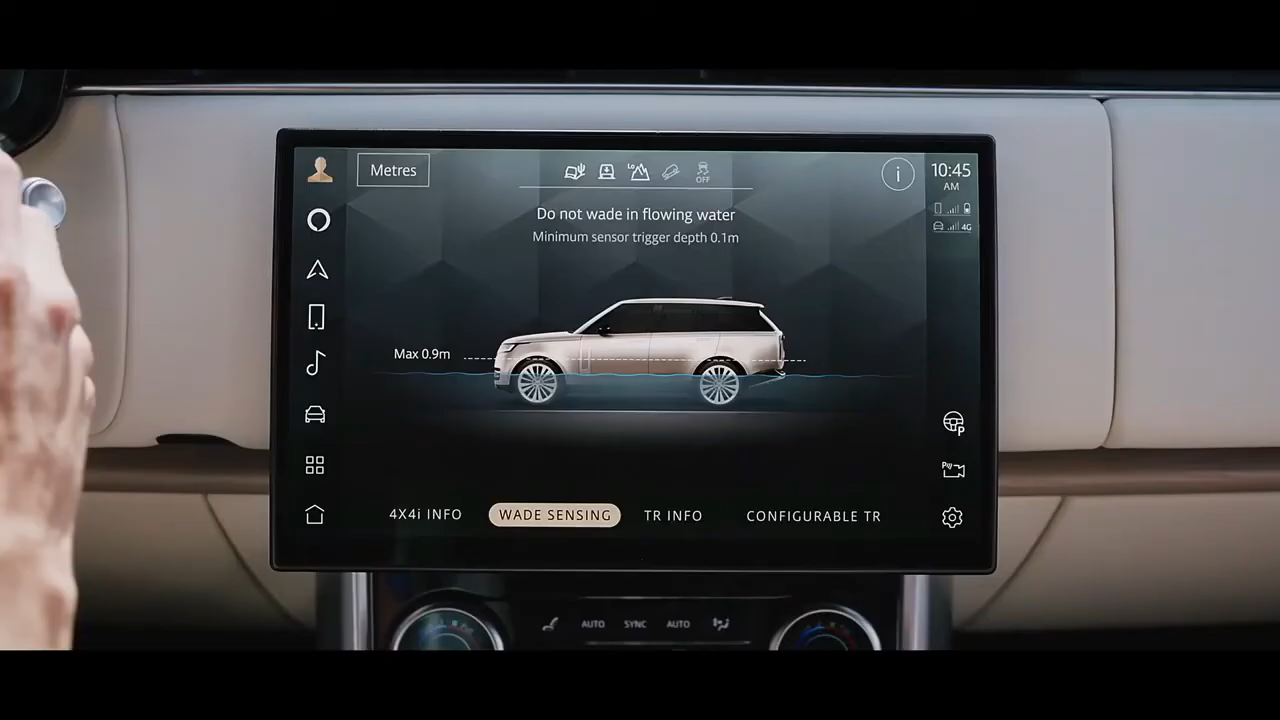 Metres
Lo
OFF
i
10:45
AM
4G
Do not wade in flowing water
Minimum sensor trigger depth 0.1m
Max 0.9m
P
P
4X4i INFO
WADE SENSING
TR INFO
CONFIGURABLE TR
AUTO
SYNC
AUTO